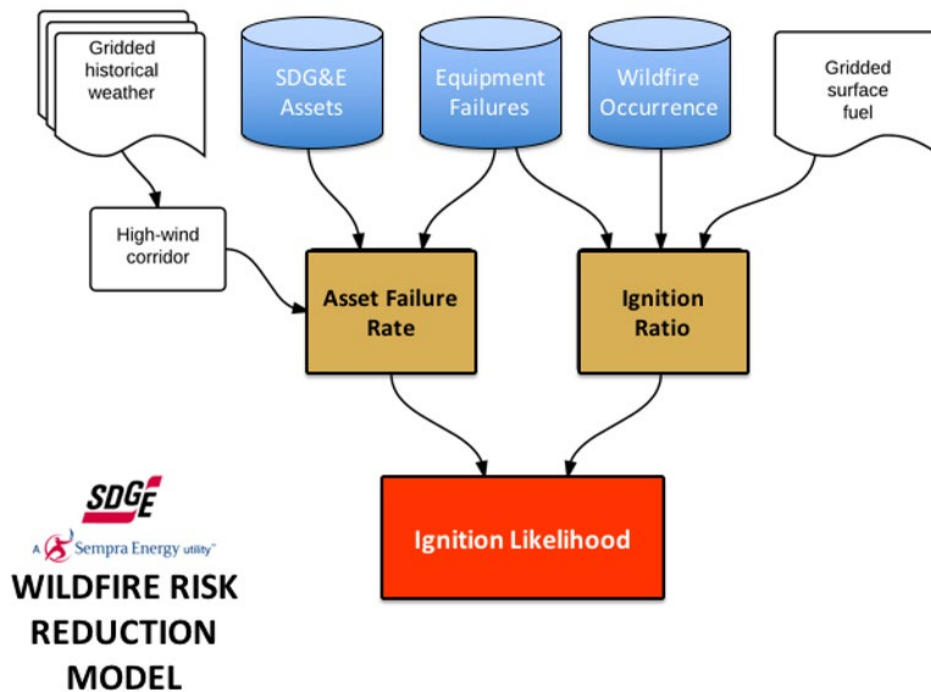 Gridded
historical
weather
SDG&E
Assets
Equipment
Failures
Wildfire
Occurrence
Gridded
surface
fuel
High-wind
corridor
Asset Failure
Rate
Ignition
Ratio
Ignition Likelihood
SDGE
A Sempra Energy utility™
WILDFIRE RISK
REDUCTION
MODEL